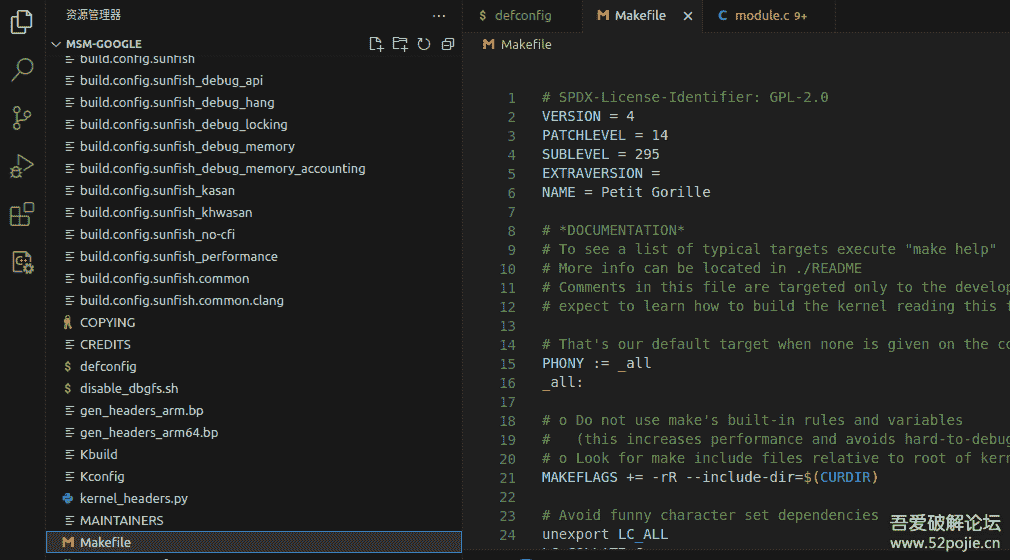 资源管理器
MSM-GOOGLE
build.config.sunfish
build.config.sunfish_debug_api
build.config.sunfish_debug_hang
build.config.sunfish_debug_locking
build.config.sunfish_debug_memory
build.config.sunfish_debug_memory_accounting
build.config.sunfish_kasan
build.config.sunfish_khwasan
build.config.sunfish_no-cfi
build.config.sunfish_performance
build.config.sunfish.common
build.config.sunfish.common.clang
COPYING
CREDITS
$ defconfig
$ disable_dbgfs.sh
gen_headers_arm.bp
gen_headers_arm64.bp
Kbuild
Kconfig
kernel_headers.py
MAINTAINERS
M Makefile
$ defconfig
M Makefile ×
C module.c 9+
M Makefile
1 # SPDX-License-Identifier: GPL-2.0
2 VERSION = 4
3 PATCHLEVEL = 14
4 SUBLEVEL = 295
5 EXTRAVERSION =
6 NAME = Petit Gorille
7
8 # *DOCUMENTATION*
9 # To see a list of typical targets execute "make help"
10 # More info can be located in ./README
11 # Comments in this file are targeted only to the develop
12 # expect to learn how to build the kernel reading this f
13
14 # That's our default target when none is given on the co
15 PHONY := _all
16 _all:
17
18 # o Do not use make's built-in rules and variables
19 #   (this increases performance and avoids hard-to-debug
20 # o Look for make include files relative to root of kern
21 MAKEFLAGS += -rR --include-dir=$(CURDIR)
22
23 # Avoid funny character set dependencies
24 unexport LC_ALL
吾爱破解论坛
www.52pojie.cn